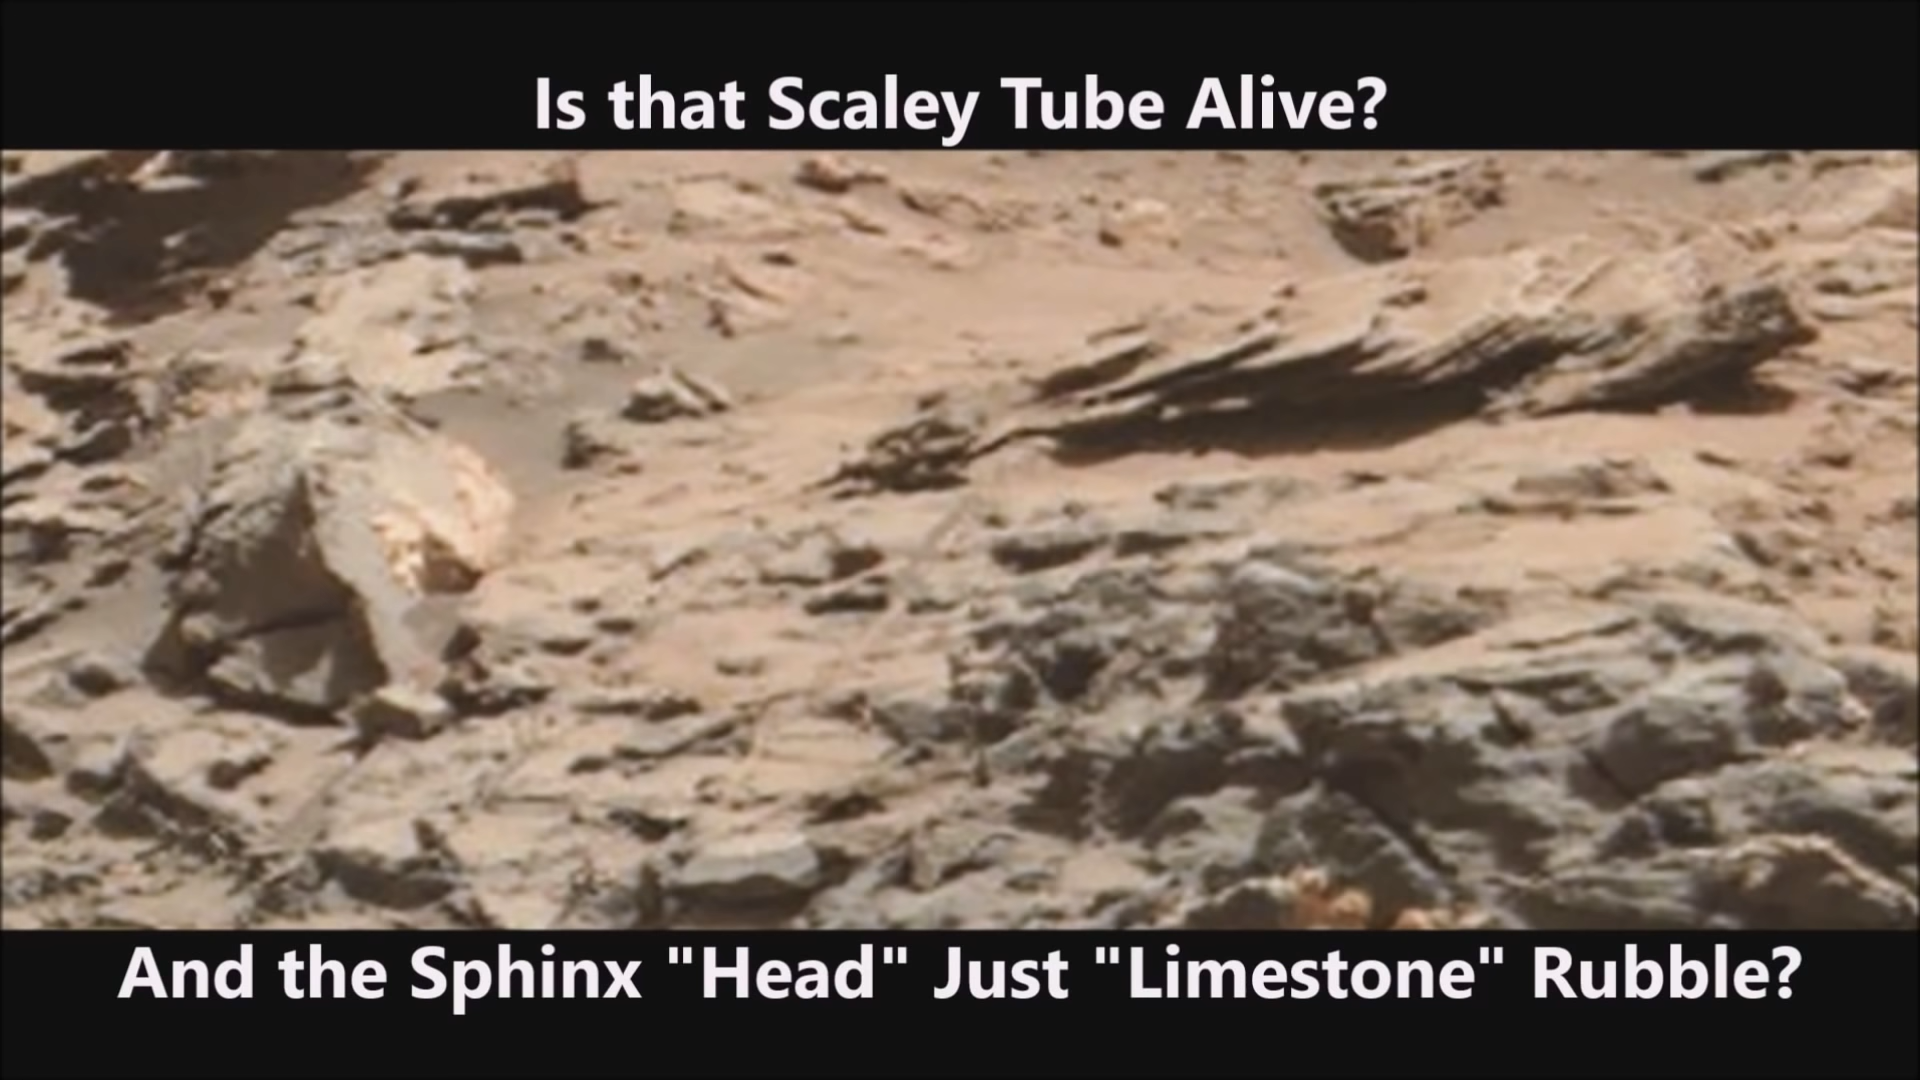 Is that Scaley Tube Alive?
And the Sphinx "Head" Just "Limestone" Rubble?